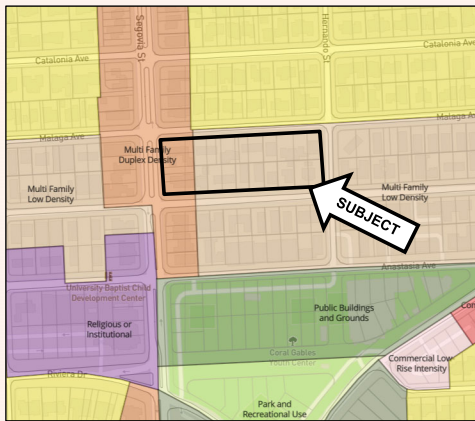 Segovia St
Hernando St
Catalonia Ave
Catalonia Ave
Malaga Ave
Malaga Ave
Multi Family
Duplex Density
Multi Family
Low Density
Multi Family
Low Density
SUBJECT
Anastasia Ave
University Baptist Child
Development Center
Public Buildings
and Grounds
Religious or
Institutional
Coral Gables
Youth Center
Commercial Low-
Rise Intensity
Riviera Dr
Park and
Recreational Use